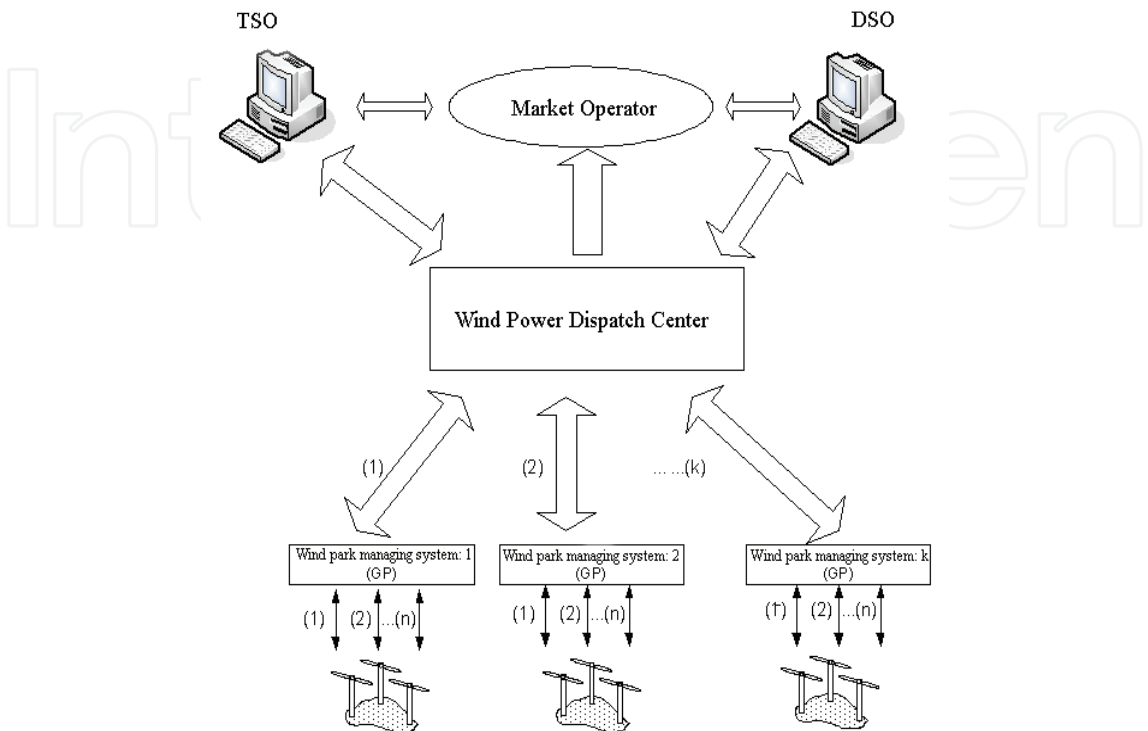 TSO
DSO
Market Operator
Wind Power Dispatch Center
(1)
(2)
... ...(k)
Wind park managing system: 1
(GP)
Wind park managing system: 2
(GP)
Wind park managing system: k
(GP)
(1) (2) ...(n)
(1) (2) ...(n)
(1) (2) ...(n)